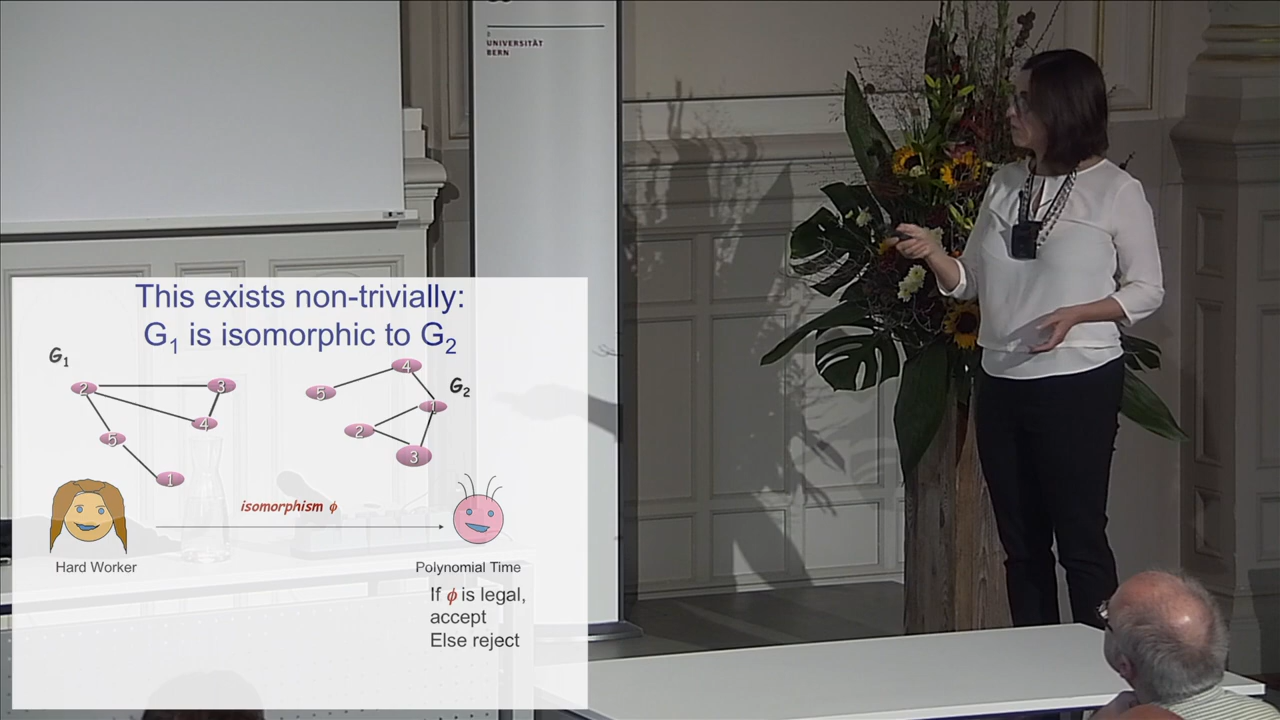 UNIVERSITÄT
BERN
This exists non-trivially:
G₁ is isomorphic to G₂
G₁
2
3
4
5
1
4
5
G₂
1
2
3
isomorphism ϕ
Hard Worker
Polynomial Time
If ϕ is legal,
accept
Else reject